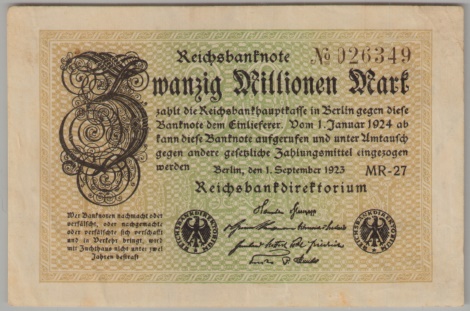 Reichsbanknote № 026349
Zwanzig Millionen Mark
zahlt die Reichsbankhauptkasse in Berlin gegen diese
Banknote dem Einlieferer. Vom 1. Januar 1924 ab
kann diese Banknote aufgerufen und unter Umtausch
gegen andere gesetzliche Zahlungsmittel eingezogen
werden
Berlin, den 1. September 1923 MR-27
Reichsbankdirektorium
Wer Banknoten nachmacht oder
verfälscht, oder nachgemachte
oder verfälschte sich verschafft
und in Verkehr bringt, wird
mit Zuchthaus nicht unter zwei
Jahren bestraft
REICHSBANKDIREKTORIUM
REICHSBANKDIREKTORIUM